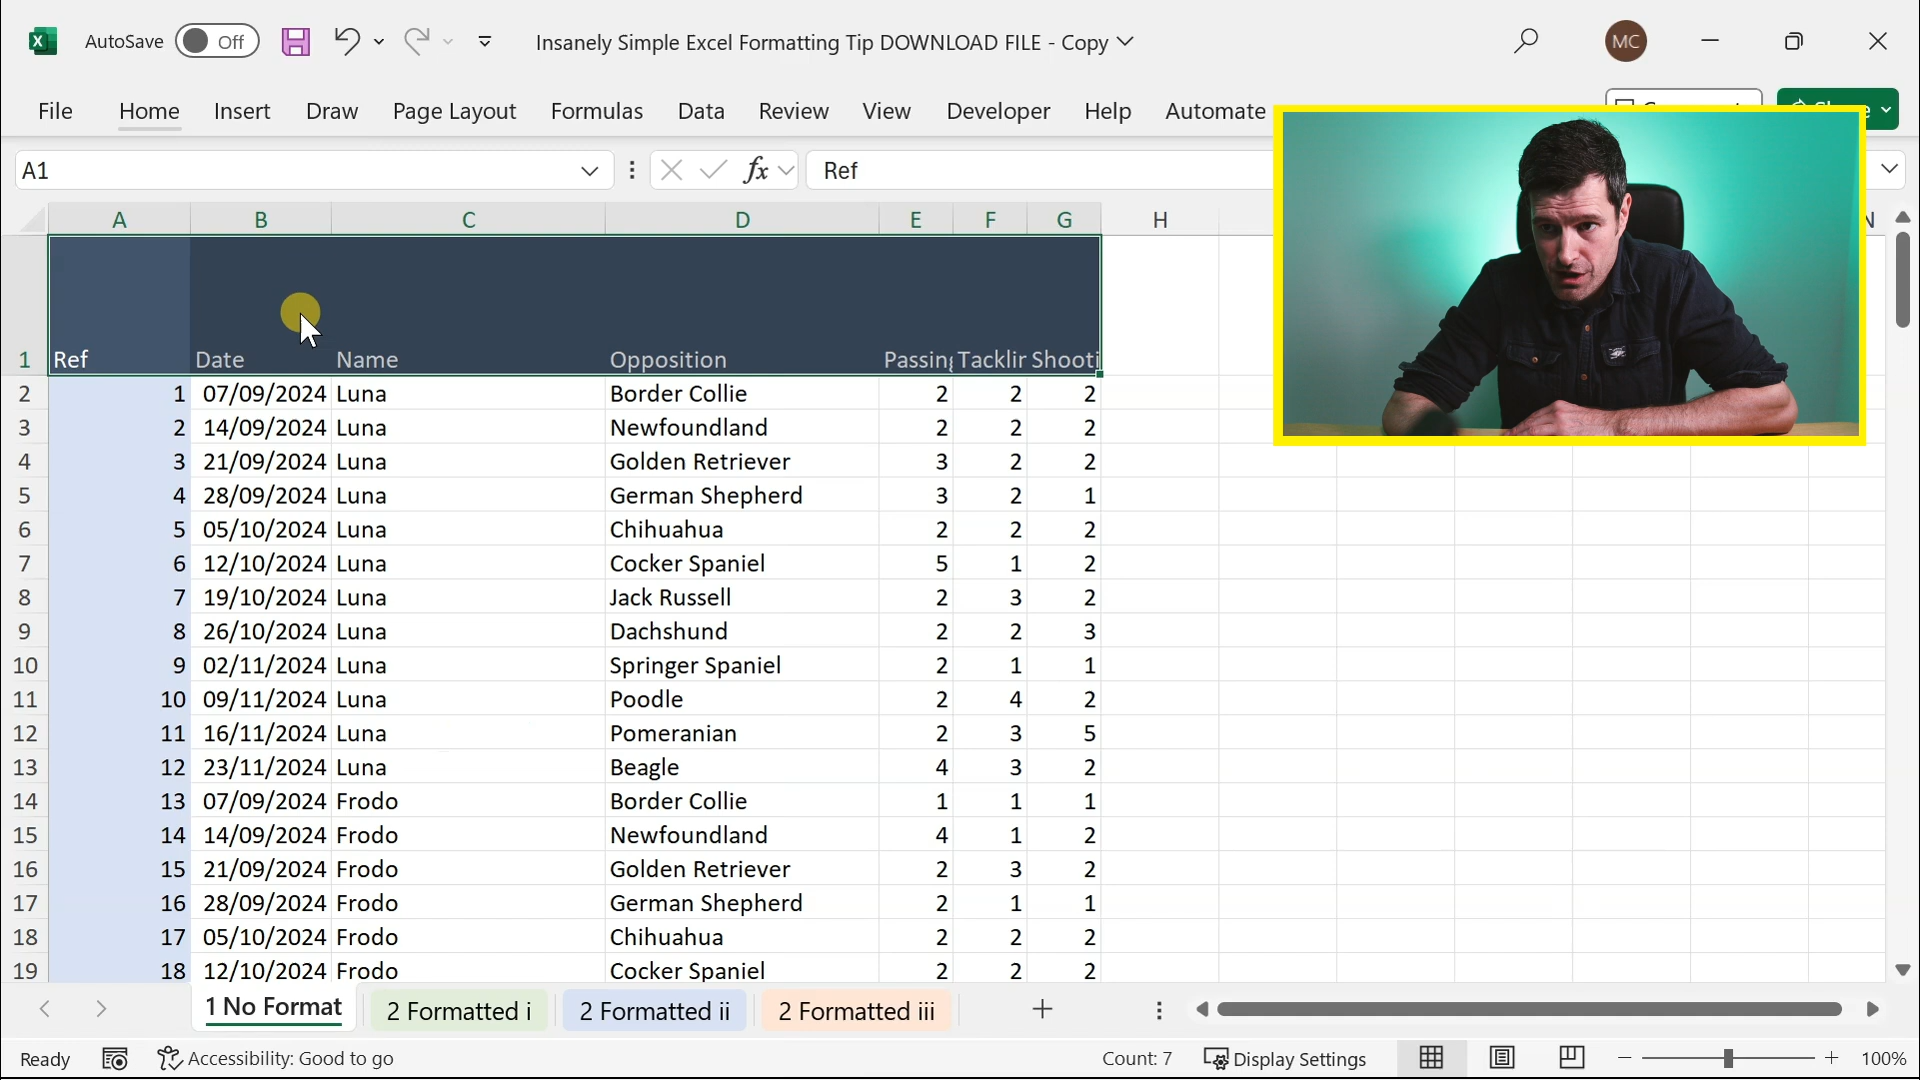 AutoSave Off Insanely Simple Excel Formatting Tip DOWNLOAD FILE - Copy MC
File Home Insert Draw Page Layout Formulas Data Review View Developer Help Automate
A1 fx Ref
A B C D E F G H N
1 Ref Date Name Opposition Passing Tacklir Shooti
2 1 07/09/2024 Luna Border Collie 2 2 2
3 2 14/09/2024 Luna Newfoundland 2 2 2
4 3 21/09/2024 Luna Golden Retriever 3 2 2
5 4 28/09/2024 Luna German Shepherd 3 2 1
6 5 05/10/2024 Luna Chihuahua 2 2 2
7 6 12/10/2024 Luna Cocker Spaniel 5 1 2
8 7 19/10/2024 Luna Jack Russell 2 3 2
9 8 26/10/2024 Luna Dachshund 2 2 3
10 9 02/11/2024 Luna Springer Spaniel 2 1 1
11 10 09/11/2024 Luna Poodle 2 4 2
12 11 16/11/2024 Luna Pomeranian 2 3 5
13 12 23/11/2024 Luna Beagle 4 3 2
14 13 07/09/2024 Frodo Border Collie 1 1 1
15 14 14/09/2024 Frodo Newfoundland 4 1 2
16 15 21/09/2024 Frodo Golden Retriever 2 3 2
17 16 28/09/2024 Frodo German Shepherd 2 1 1
18 17 05/10/2024 Frodo Chihuahua 2 2 2
19 18 12/10/2024 Frodo Cocker Spaniel 2 2 2
1 No Format 2 Formatted i 2 Formatted ii 2 Formatted iii
Ready Accessibility: Good to go Count: 7 Display Settings 100%